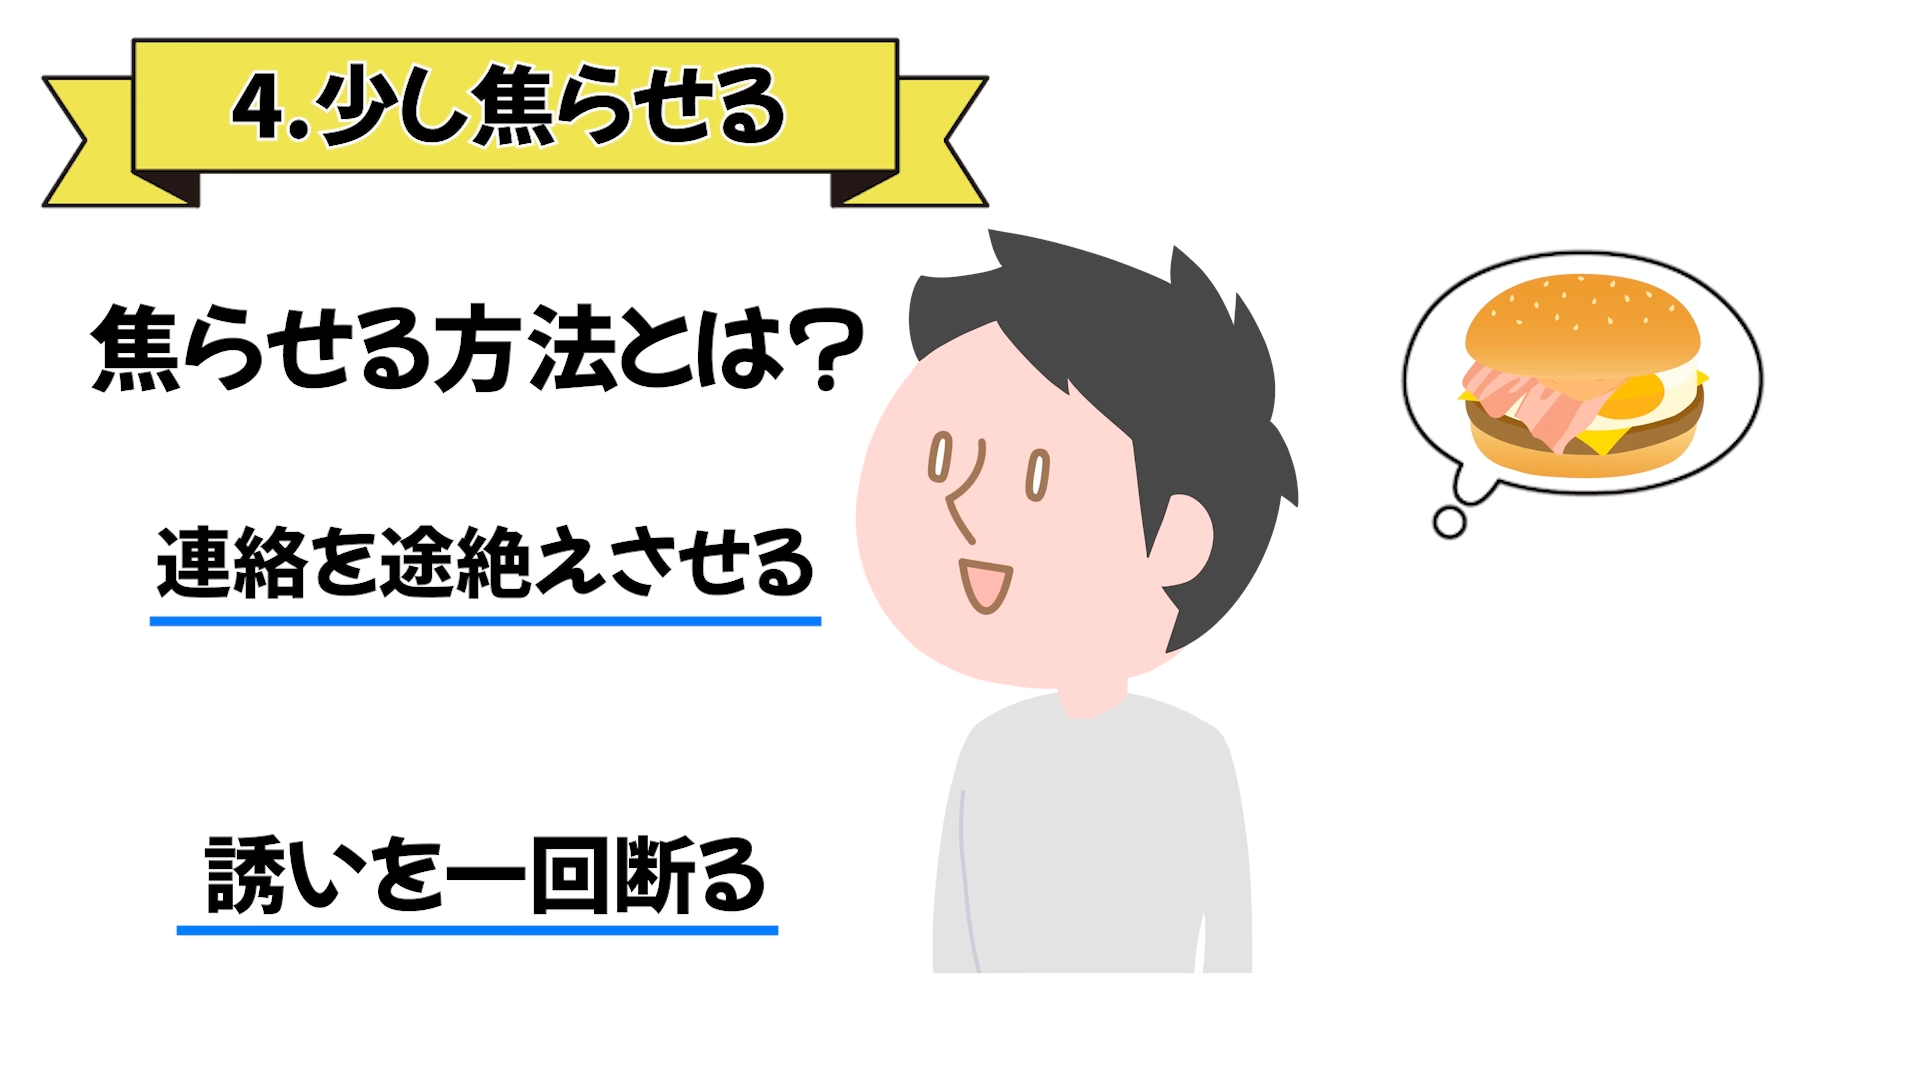 4.少し焦らせる
焦らせる方法とは？
連絡を途絶えさせる
誘いを一回断る